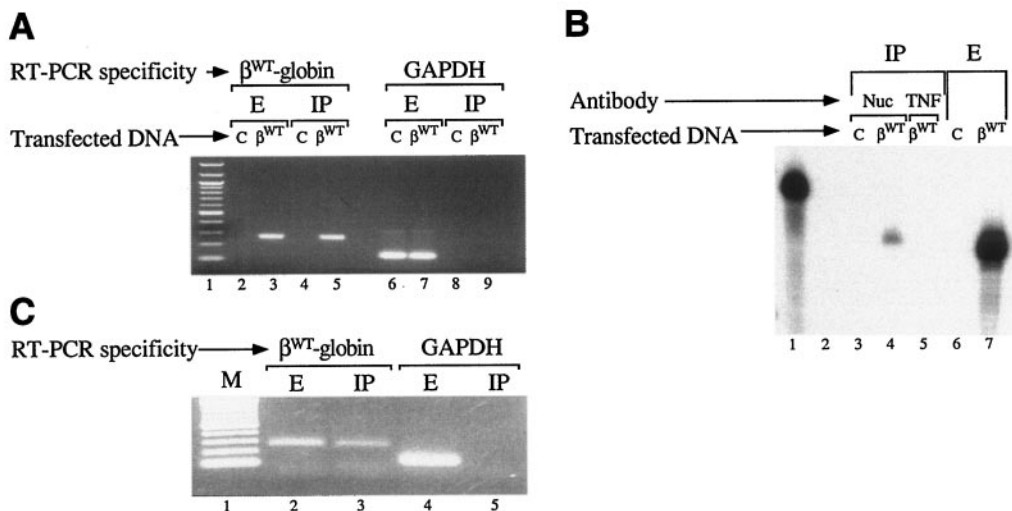 A
RT-PCR specificity βWT-globin GAPDH
E IP E IP
Transfected DNA C βWT C βWT C βWT C βWT
1 2 3 4 5 6 7 8 9
B
IP E
Antibody Nuc TNF
Transfected DNA C βWT βWT C βWT
1 2 3 4 5 6 7
C
RT-PCR specificity βWT-globin GAPDH
M E IP E IP
1 2 3 4 5